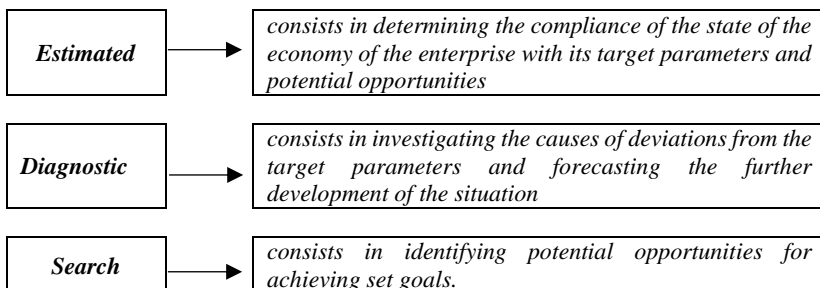 Estimated
consists in determining the compliance of the state of the
economy of the enterprise with its target parameters and
potential opportunities
Diagnostic
consists in investigating the causes of deviations from the
target parameters and forecasting the further
development of the situation
Search
consists in identifying potential opportunities for
achieving set goals.